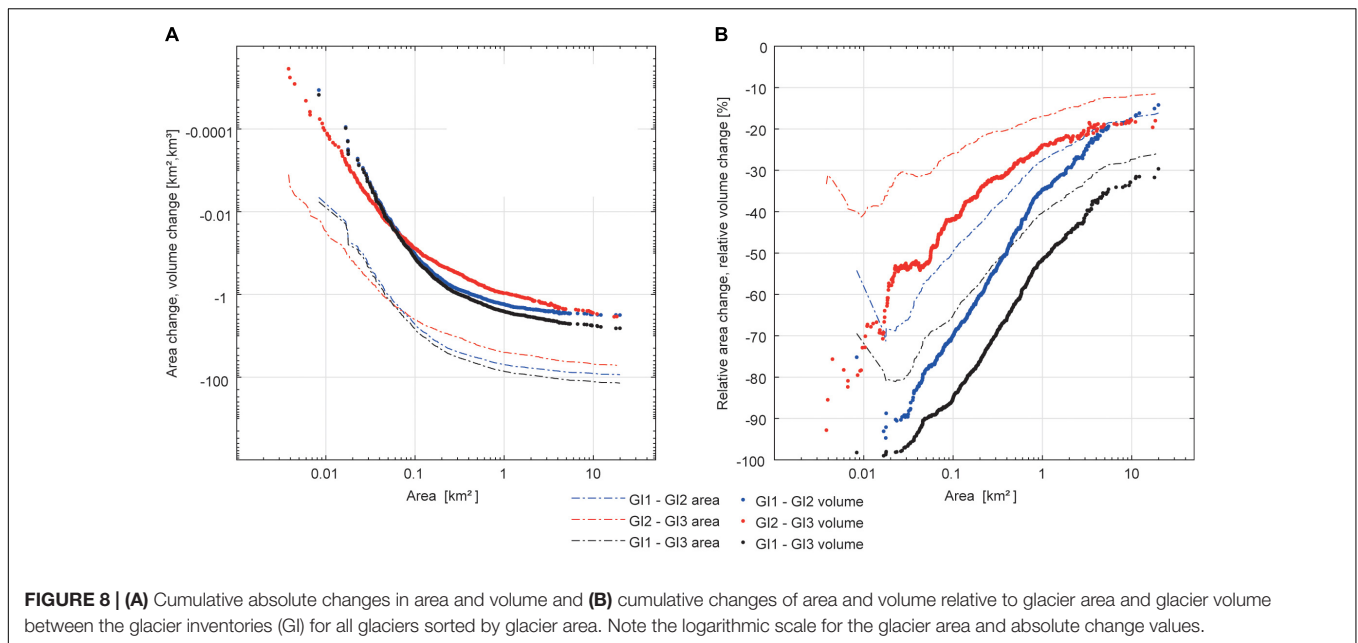 A
B
Area change, volume change [km²,km³]
-0.0001
-0.01
-1
-100
0.01
0.1
1
10
Area [km²]
Relative area change, relative volume change [%]
0
-10
-20
-30
-40
-50
-60
-70
-80
-90
-100
0.01
0.1
1
10
Area [km²]
GI1 - GI2 area
GI2 - GI3 area
GI1 - GI3 area
GI1 - GI2 volume
GI2 - GI3 volume
GI1 - GI3 volume
FIGURE 8 | (A) Cumulative absolute changes in area and volume and (B) cumulative changes of area and volume relative to glacier area and glacier volume
between the glacier inventories (GI) for all glaciers sorted by glacier area. Note the logarithmic scale for the glacier area and absolute change values.